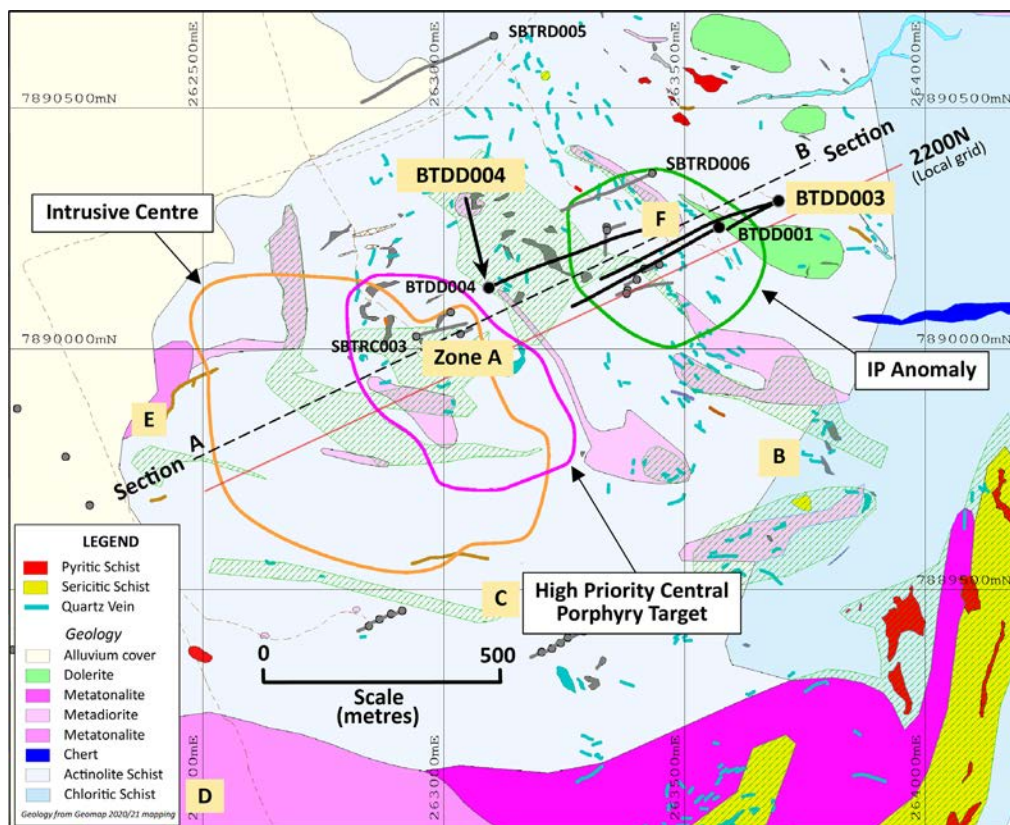 SBTRD005
262500mE
263000mE
263500mE
264000mE
7890500mN
7890500mN
B
Section
2200N
(Local grid)
SBTRD006
BTDD004
Intrusive Centre
F
BTDD003
BTDD001
BTDD004
SBTRC003
7890000mN
7890000mN
Zone A
IP Anomaly
E
Section
A
B
LEGEND
Pyritic Schist
Sericitic Schist
Quartz Vein
Geology
Alluvium cover
Dolerite
Metatonalite
Metadiorite
Metatonalite
Chert
Actinolite Schist
Chloritic Schist
Geology from Geomap 2020/21 mapping
C
High Priority Central
Porphyry Target
7889500mN
0
500
Scale
(metres)
D
263000mE
263500mE
264000mE